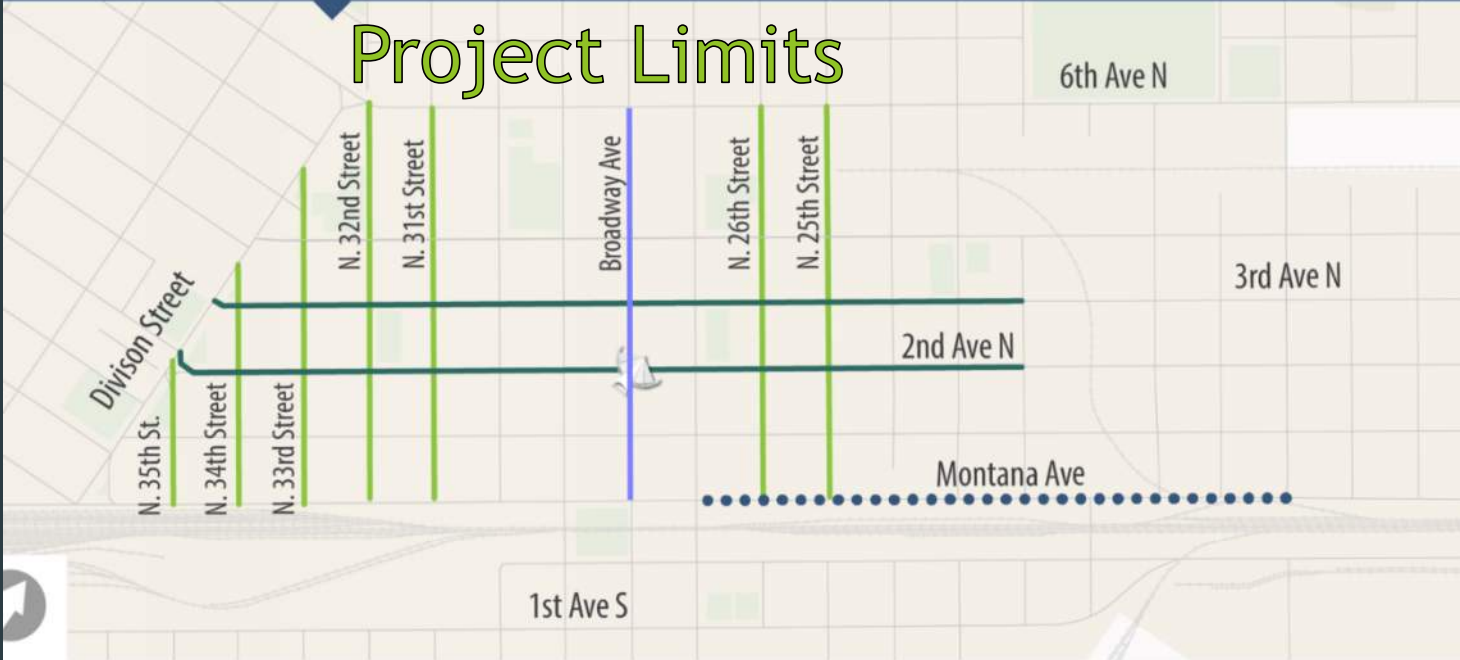 Project Limits
6th Ave N
N. 32nd Street
N. 31st Street
Broadway Ave
N. 26th Street
N. 25th Street
3rd Ave N
Divison Street
2nd Ave N
N. 35th St.
N. 34th Street
N. 33rd Street
Montana Ave
1st Ave S